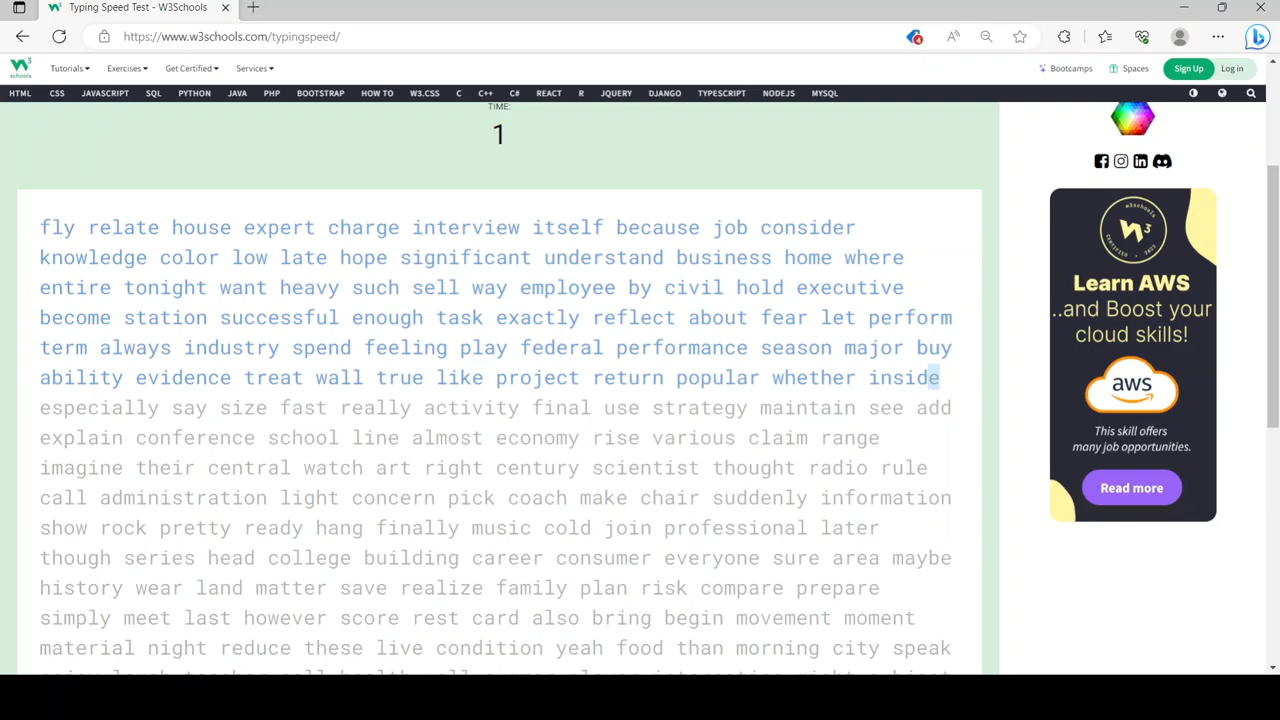 Typing Speed Test - W3Schools
https://www.w3schools.com/typingspeed/
4
W 3
schools
Tutorials Exercises Get Certified Services
Bootcamps Spaces Sign Up Log in
HTML CSS JAVASCRIPT SQL PYTHON JAVA PHP BOOTSTRAP HOW TO W3.CSS C C++ C# REACT R JQUERY DJANGO TYPESCRIPT NODEJS MYSQL
TIME:
1
fly relate house expert charge interview itself because job consider
knowledge color low late hope significant understand business home where
entire tonight want heavy such sell way employee by civil hold executive
become station successful enough task exactly reflect about fear let perform
term always industry spend feeling play federal performance season major buy
ability evidence treat wall true like project return popular whether inside
especially say size fast really activity final use strategy maintain see add
explain conference school line almost economy rise various claim range
imagine their central watch art right century scientist thought radio rule
call administration light concern pick coach make chair suddenly information
show rock pretty ready hang finally music cold join professional later
though series head college building career consumer everyone sure area maybe
history wear land matter save realize family plan risk compare prepare
simply meet last however score rest card also bring begin movement moment
material night reduce these live condition yeah food than morning city speak
Learn AWS
..and Boost your
cloud skills!
aws
This skill offers
many job opportunities.
Read more